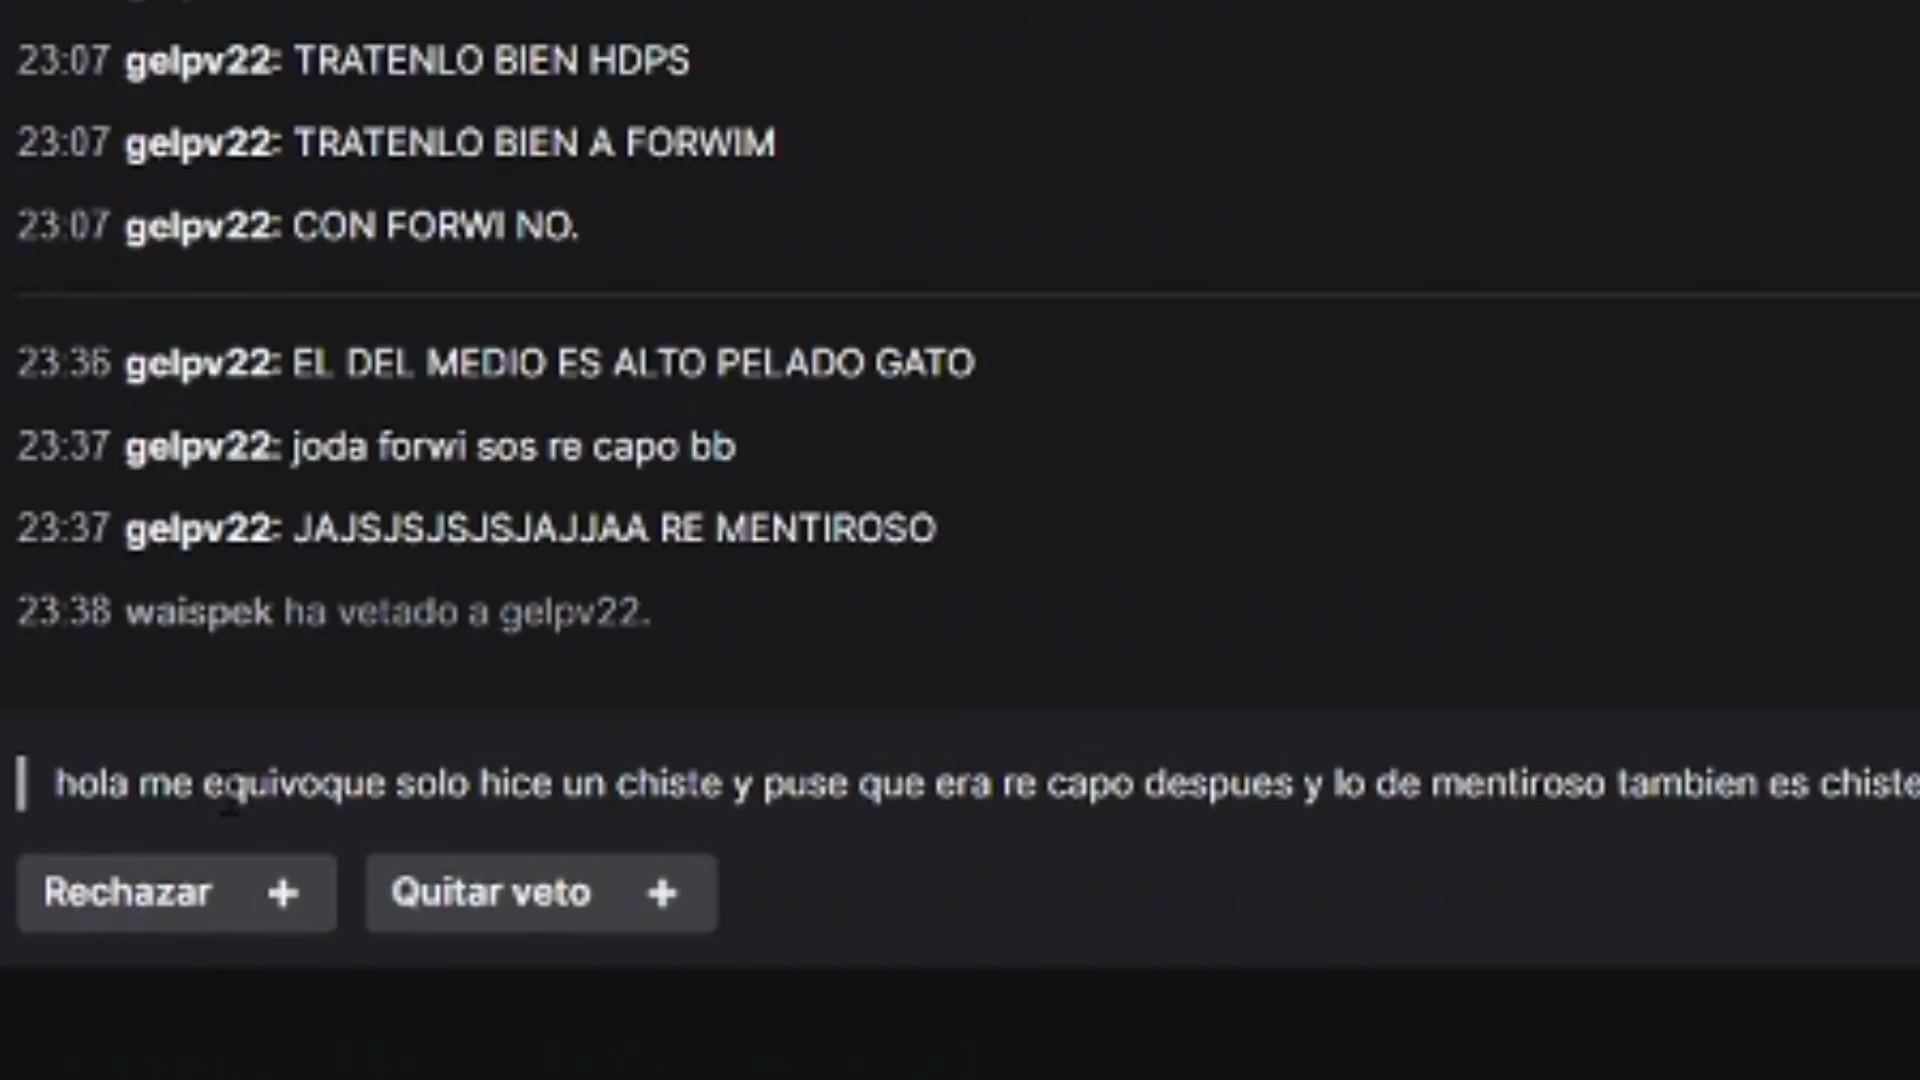 23:07 gelpv22: TRATENLO BIEN HDPS
23:07 gelpv22: TRATENLO BIEN A FORWIM
23:07 gelpv22: CON FORWI NO.
23:36 gelpv22: EL DEL MEDIO ES ALTO PELADO GATO
23:37 gelpv22: joda forwi sos re capo bb
23:37 gelpv22: JAJSJSJSJSJAJJAA RE MENTIROSO
23:38 waispek ha vetado a gelpv22.
hola me equivoque solo hice un chiste y puse que era re capo despues y lo de mentiroso tambien es chiste
Rechazar +
Quitar veto +